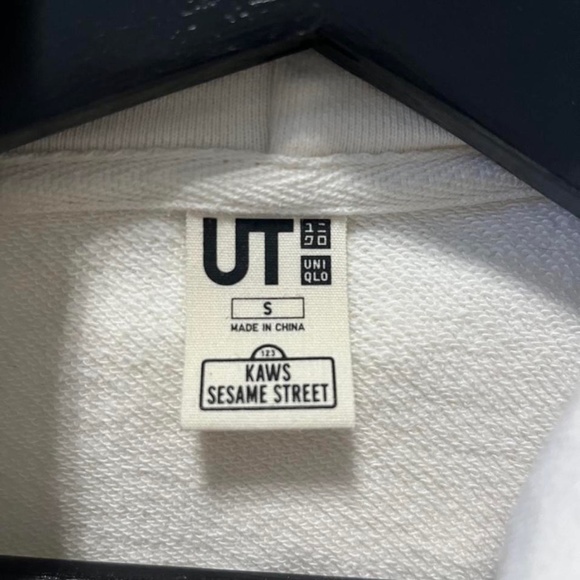 UT
ユニ
クロ
UNI
QLO
S
MADE IN CHINA
123
KAWS
SESAME STREET